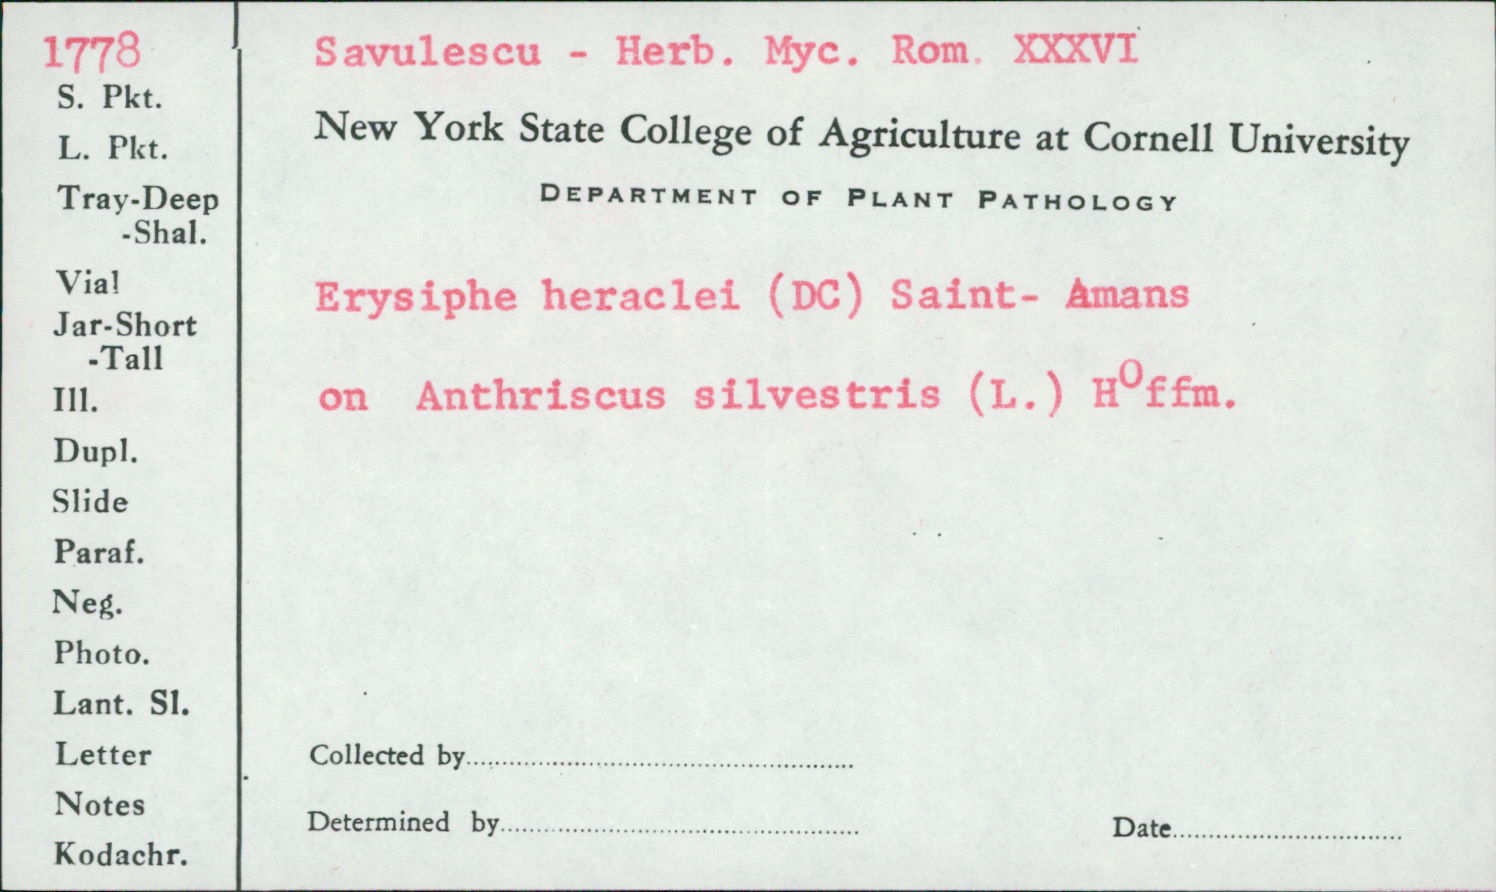 1778
S. Pkt.
L. Pkt.
Tray-Deep
-Shal.
Vial
Jar-Short
-Tall
Ill.
Dupl.
Slide
Paraf.
Neg.
Photo.
Lant. Sl.
Letter
Notes
Kodachr.
Savulescu - Herb. Myc. Rom. XXXVI
New York State College of Agriculture at Cornell University
DEPARTMENT OF PLANT PATHOLOGY
Erysiphe heraclei (DC) Saint- Amans
on Anthriscus silvestris (L.) HOffm.
Collected by
Determined by
Date